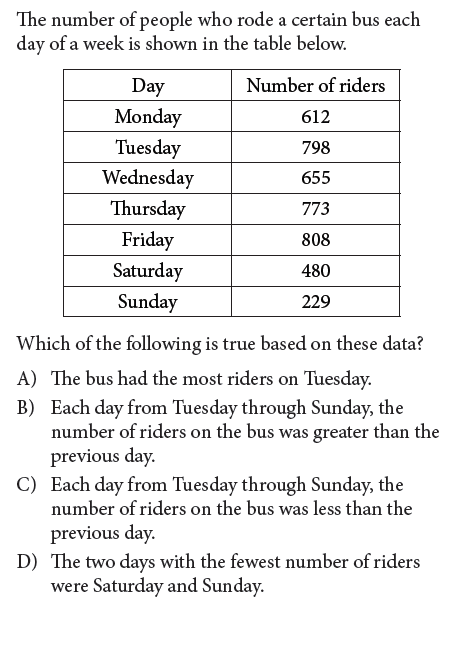 The number of people who rode a certain bus each
day of a week is shown in the table below.
Day Number of riders
Monday 612
Tuesday 798
Wednesday 655
Thursday 773
Friday 808
Saturday 480
Sunday 229
Which of the following is true based on these data?
A) The bus had the most riders on Tuesday.
B) Each day from Tuesday through Sunday, the
number of riders on the bus was greater than the
previous day.
C) Each day from Tuesday through Sunday, the
number of riders on the bus was less than the
previous day.
D) The two days with the fewest number of riders
were Saturday and Sunday.